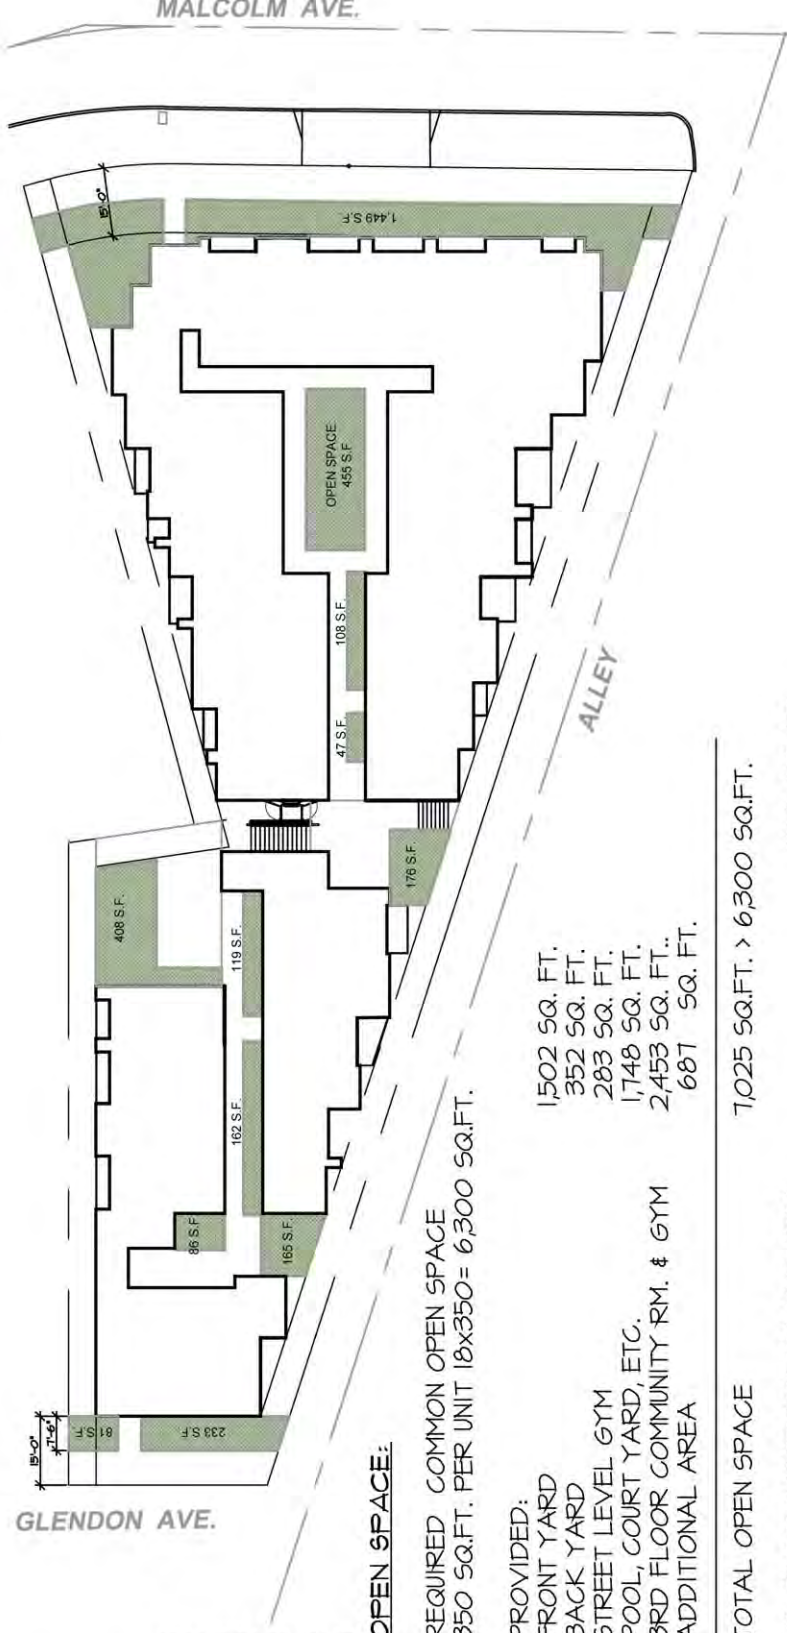 MALCOLM AVE.
15'-0"
1,449 S.F.
OPEN SPACE
455 S.F.
108 S.F.
47 S.F.
ALLEY
176 S.F.
408 S.F.
119 S.F.
162 S.F.
86 S.F.
165 S.F.
15'-0"
7'-6"
81 S.F.
233 S.F.
GLENDON AVE.
OPEN SPACE:
REQUIRED COMMON OPEN SPACE
350 SQ.FT. PER UNIT 18x350= 6,300 SQ.FT.
PROVIDED:
FRONT YARD 1,502 SQ. FT.
BACK YARD 352 SQ. FT.
STREET LEVEL GYM 283 SQ. FT.
POOL, COURT YARD, ETC. 1,748 SQ. FT.
3RD FLOOR COMMUNITY RM. & GYM 2,453 SQ. FT..
ADDITIONAL AREA 687 SQ. FT.
TOTAL OPEN SPACE 7,025 SQ.FT. > 6,300 SQ.FT.